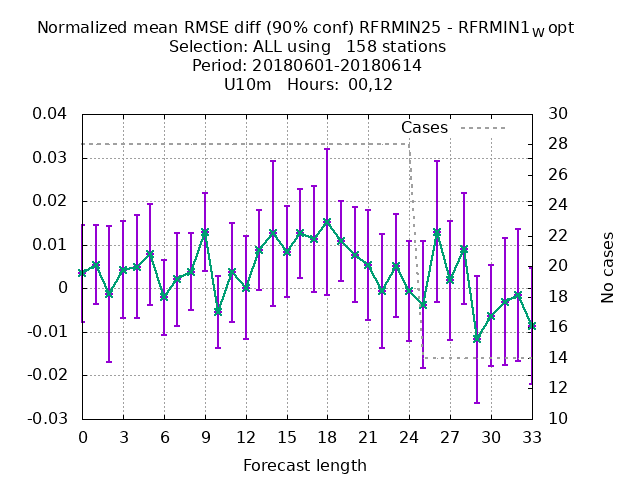 Normalized mean RMSE diff (90% conf) RFRMIN25 - RFRMIN1w opt
Selection: ALL using   158 stations
Period: 20180601-20180614
U10m   Hours:  00,12
Cases
0.04
0.03
0.02
0.01
0
-0.01
-0.02
-0.03
30
28
26
24
22
20
18
16
14
12
10
No cases
0 3 6 9 12 15 18 21 24 27 30 33
Forecast length